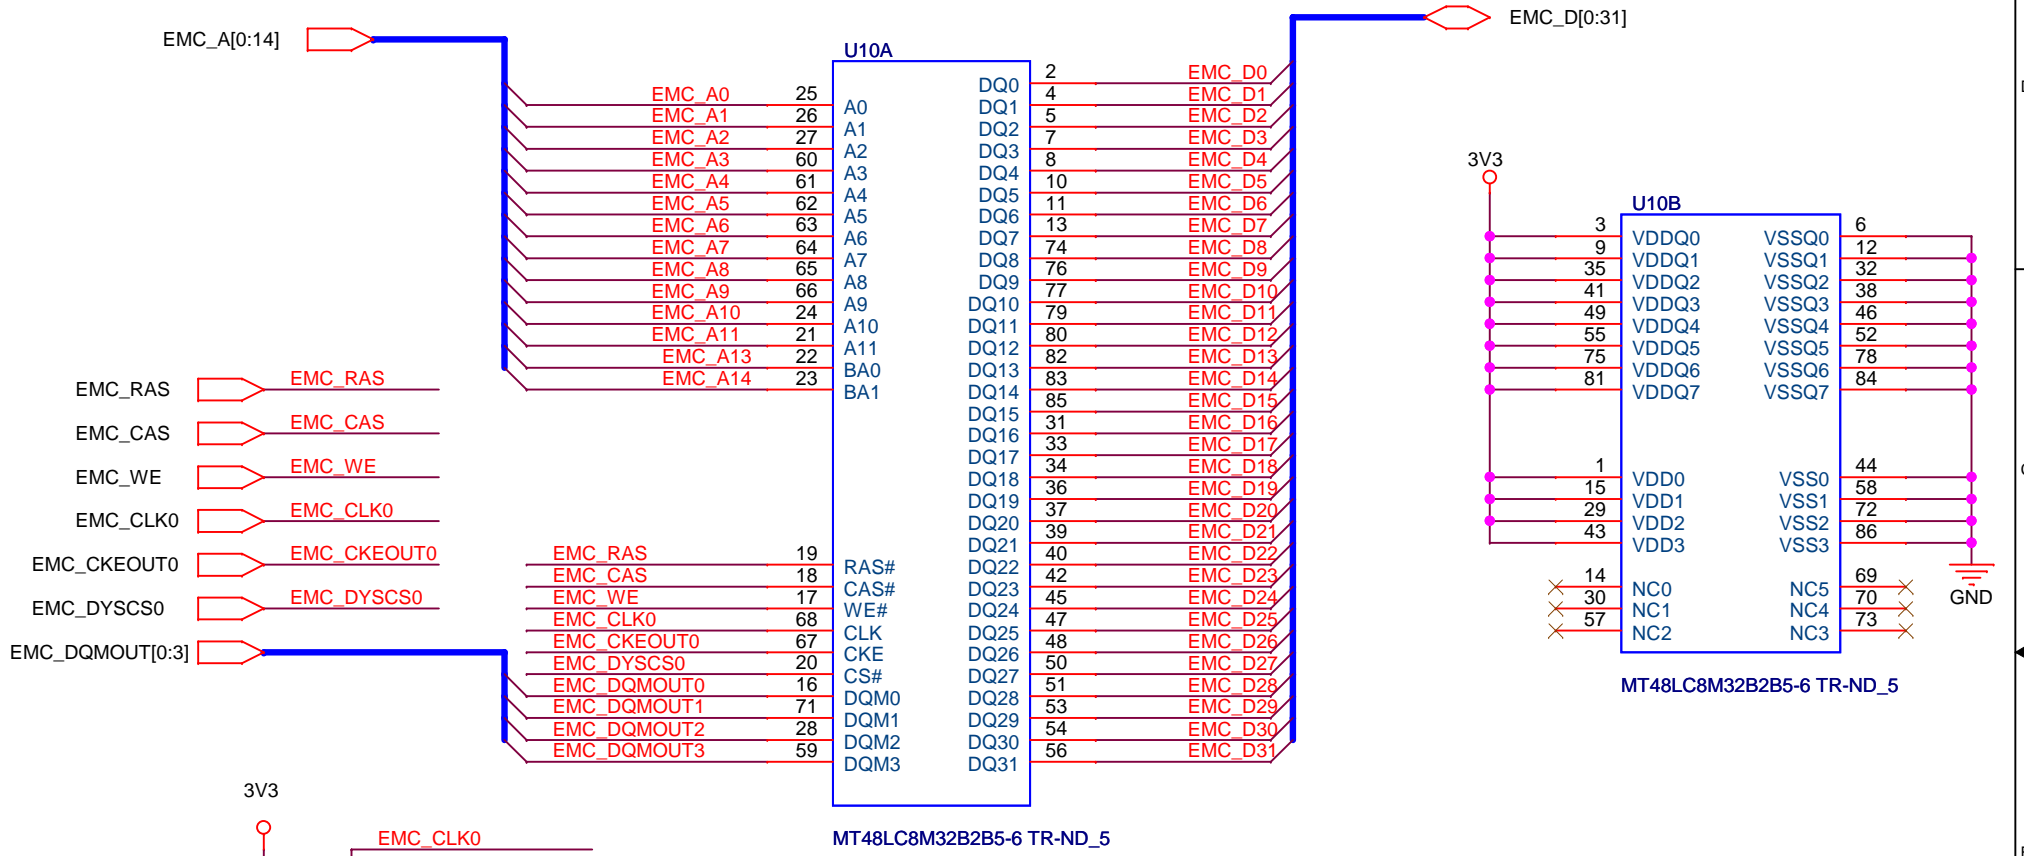 EMC_A[0:14]
EMC_D[0:31]
U10A
EMC_A0 25 A0
EMC_A1 26 A1
EMC_A2 27 A2
EMC_A3 60 A3
EMC_A4 61 A4
EMC_A5 62 A5
EMC_A6 63 A6
EMC_A7 64 A7
EMC_A8 65 A8
EMC_A9 66 A9
EMC_A10 24 A10
EMC_A11 21 A11
EMC_A13 22 BA0
EMC_A14 23 BA1
EMC_RAS 19 RAS#
EMC_CAS 18 CAS#
EMC_WE 17 WE#
EMC_CLK0 68 CLK
EMC_CKEOUT0 67 CKE
EMC_DYSCS0 20 CS#
EMC_DQMOUT0 16 DQM0
EMC_DQMOUT1 71 DQM1
EMC_DQMOUT2 28 DQM2
EMC_DQMOUT3 59 DQM3
DQ0 2 EMC_D0
DQ1 4 EMC_D1
DQ2 5 EMC_D2
DQ3 7 EMC_D3
DQ4 8 EMC_D4
DQ5 10 EMC_D5
DQ6 11 EMC_D6
DQ7 13 EMC_D7
DQ8 74 EMC_D8
DQ9 76 EMC_D9
DQ10 77 EMC_D10
DQ11 79 EMC_D11
DQ12 80 EMC_D12
DQ13 82 EMC_D13
DQ14 83 EMC_D14
DQ15 85 EMC_D15
DQ16 31 EMC_D16
DQ17 33 EMC_D17
DQ18 34 EMC_D18
DQ19 36 EMC_D19
DQ20 37 EMC_D20
DQ21 39 EMC_D21
DQ22 40 EMC_D22
DQ23 42 EMC_D23
DQ24 45 EMC_D24
DQ25 47 EMC_D25
DQ26 48 EMC_D26
DQ27 50 EMC_D27
DQ28 51 EMC_D28
DQ29 53 EMC_D29
DQ30 54 EMC_D30
DQ31 56 EMC_D31
MT48LC8M32B2B5-6 TR-ND_5
EMC_RAS EMC_RAS
EMC_CAS EMC_CAS
EMC_WE EMC_WE
EMC_CLK0 EMC_CLK0
EMC_CKEOUT0 EMC_CKEOUT0
EMC_DYSCS0 EMC_DYSCS0
EMC_DQMOUT[0:3]
3V3
EMC_CLK0
3V3
U10B
3 VDDQ0 VSSQ0 6
9 VDDQ1 VSSQ1 12
35 VDDQ2 VSSQ2 32
41 VDDQ3 VSSQ3 38
49 VDDQ4 VSSQ4 46
55 VDDQ5 VSSQ5 52
75 VDDQ6 VSSQ6 78
81 VDDQ7 VSSQ7 84
1 VDD0 VSS0 44
15 VDD1 VSS1 58
29 VDD2 VSS2 72
43 VDD3 VSS3 86
14 NC0 NC5 69
30 NC1 NC4 70
57 NC2 NC3 73
GND
MT48LC8M32B2B5-6 TR-ND_5